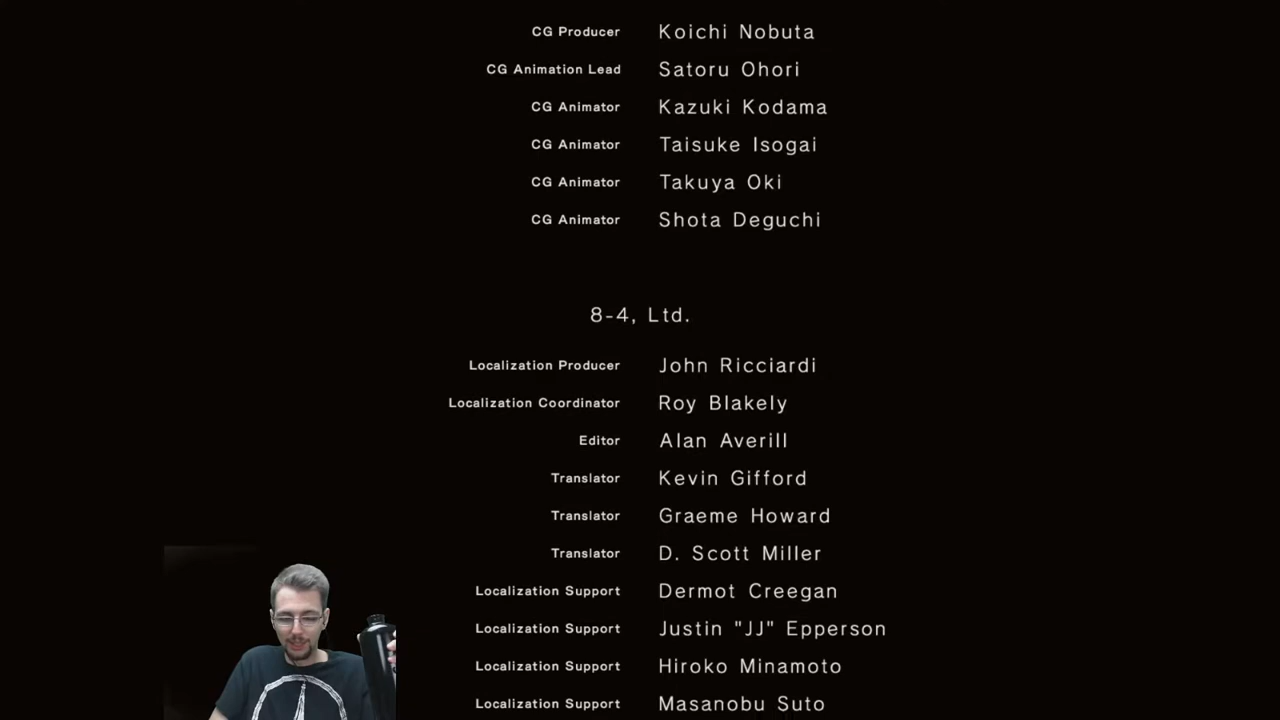 CG Producer Koichi Nobuta
CG Animation Lead Satoru Ohori
CG Animator Kazuki Kodama
CG Animator Taisuke Isogai
CG Animator Takuya Oki
CG Animator Shota Deguchi
8-4, Ltd.
Localization Producer John Ricciardi
Localization Coordinator Roy Blakely
Editor Alan Averill
Translator Kevin Gifford
Translator Graeme Howard
Translator D. Scott Miller
Localization Support Dermot Creegan
Localization Support Justin "JJ" Epperson
Localization Support Hiroko Minamoto
Localization Support Masanobu Suto